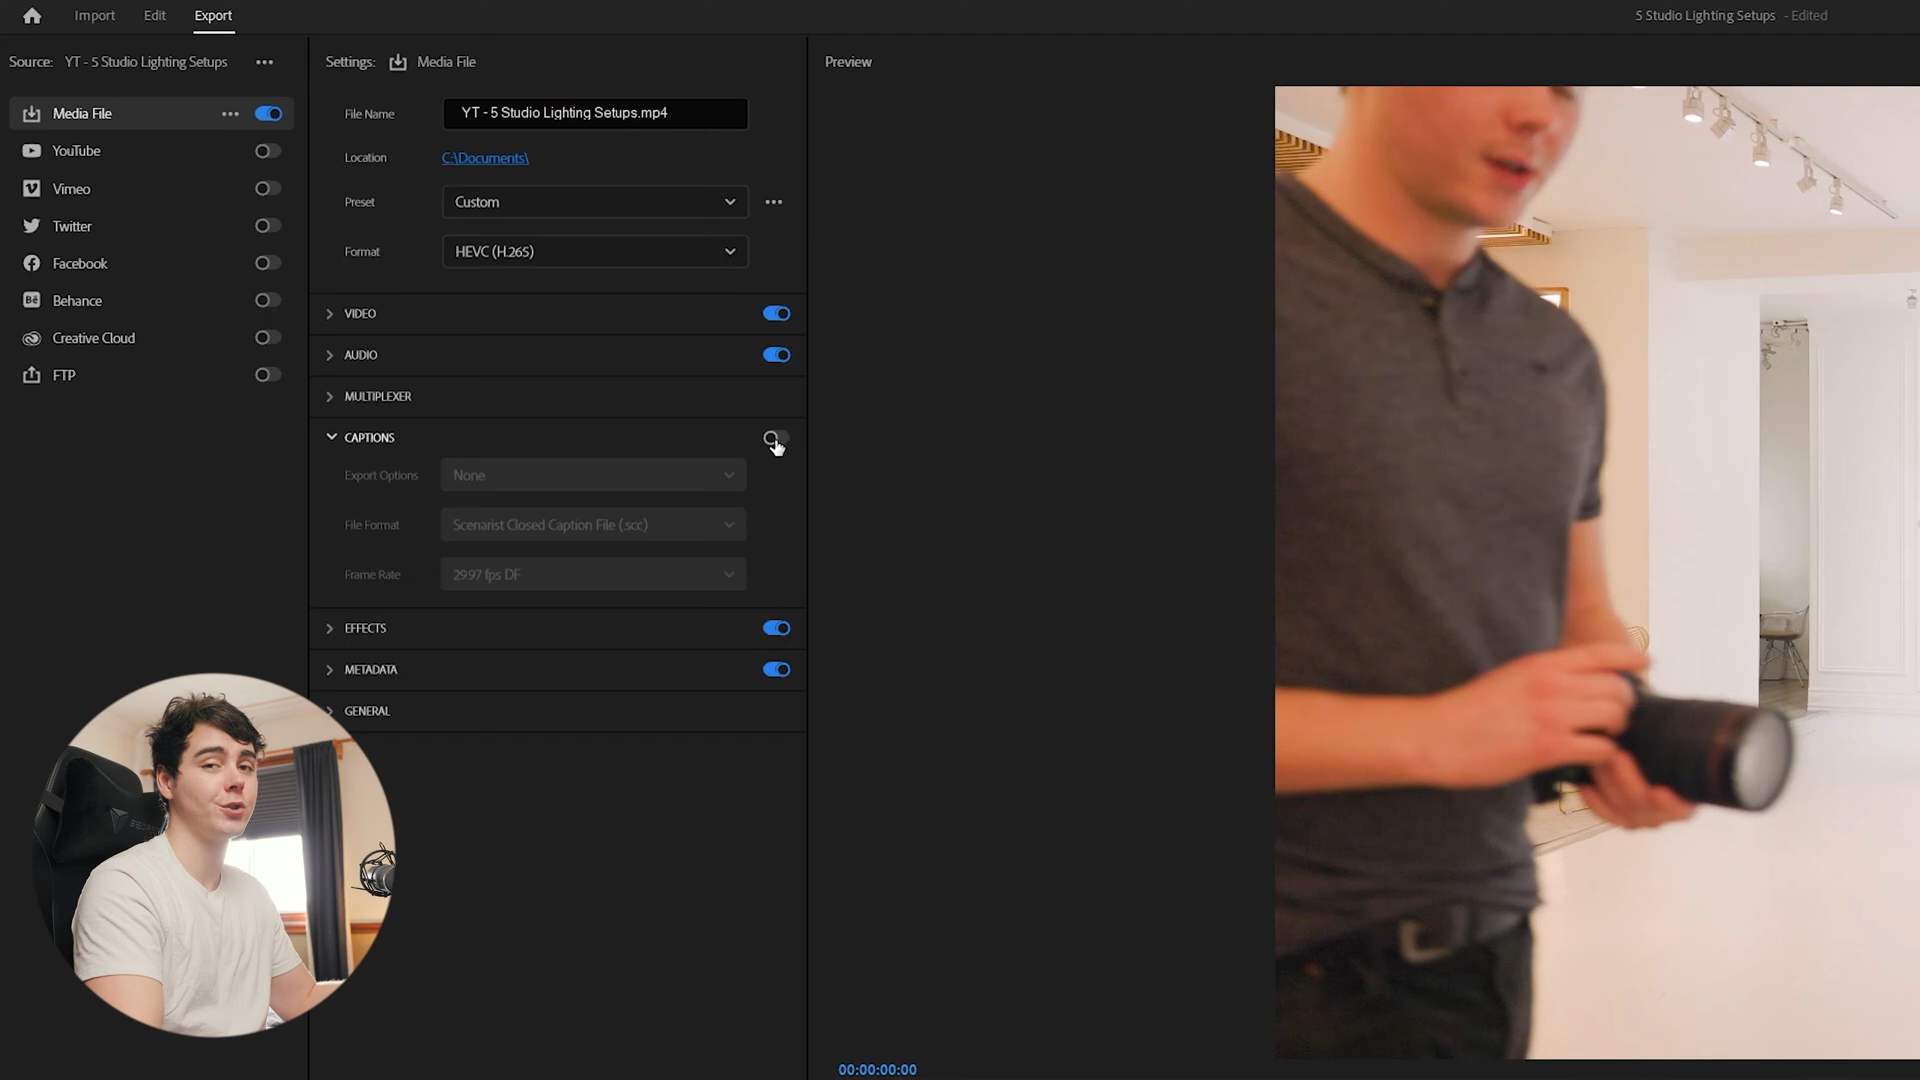 Import Edit Export 5 Studio Lighting Setups - Edited
Source: YT - 5 Studio Lighting Setups
Settings: Media File
Preview
Media File
YouTube
Vimeo
Twitter
Facebook
Behance
Creative Cloud
FTP
File Name YT - 5 Studio Lighting Setups.mp4
Location C:\Documents\
Preset Custom
Format HEVC (H.265)
VIDEO
AUDIO
MULTIPLEXER
CAPTIONS
Export Options None
File Format Scenarist Closed Caption File (.scc)
Frame Rate 29.97 fps DF
EFFECTS
METADATA
GENERAL
00:00:00:00